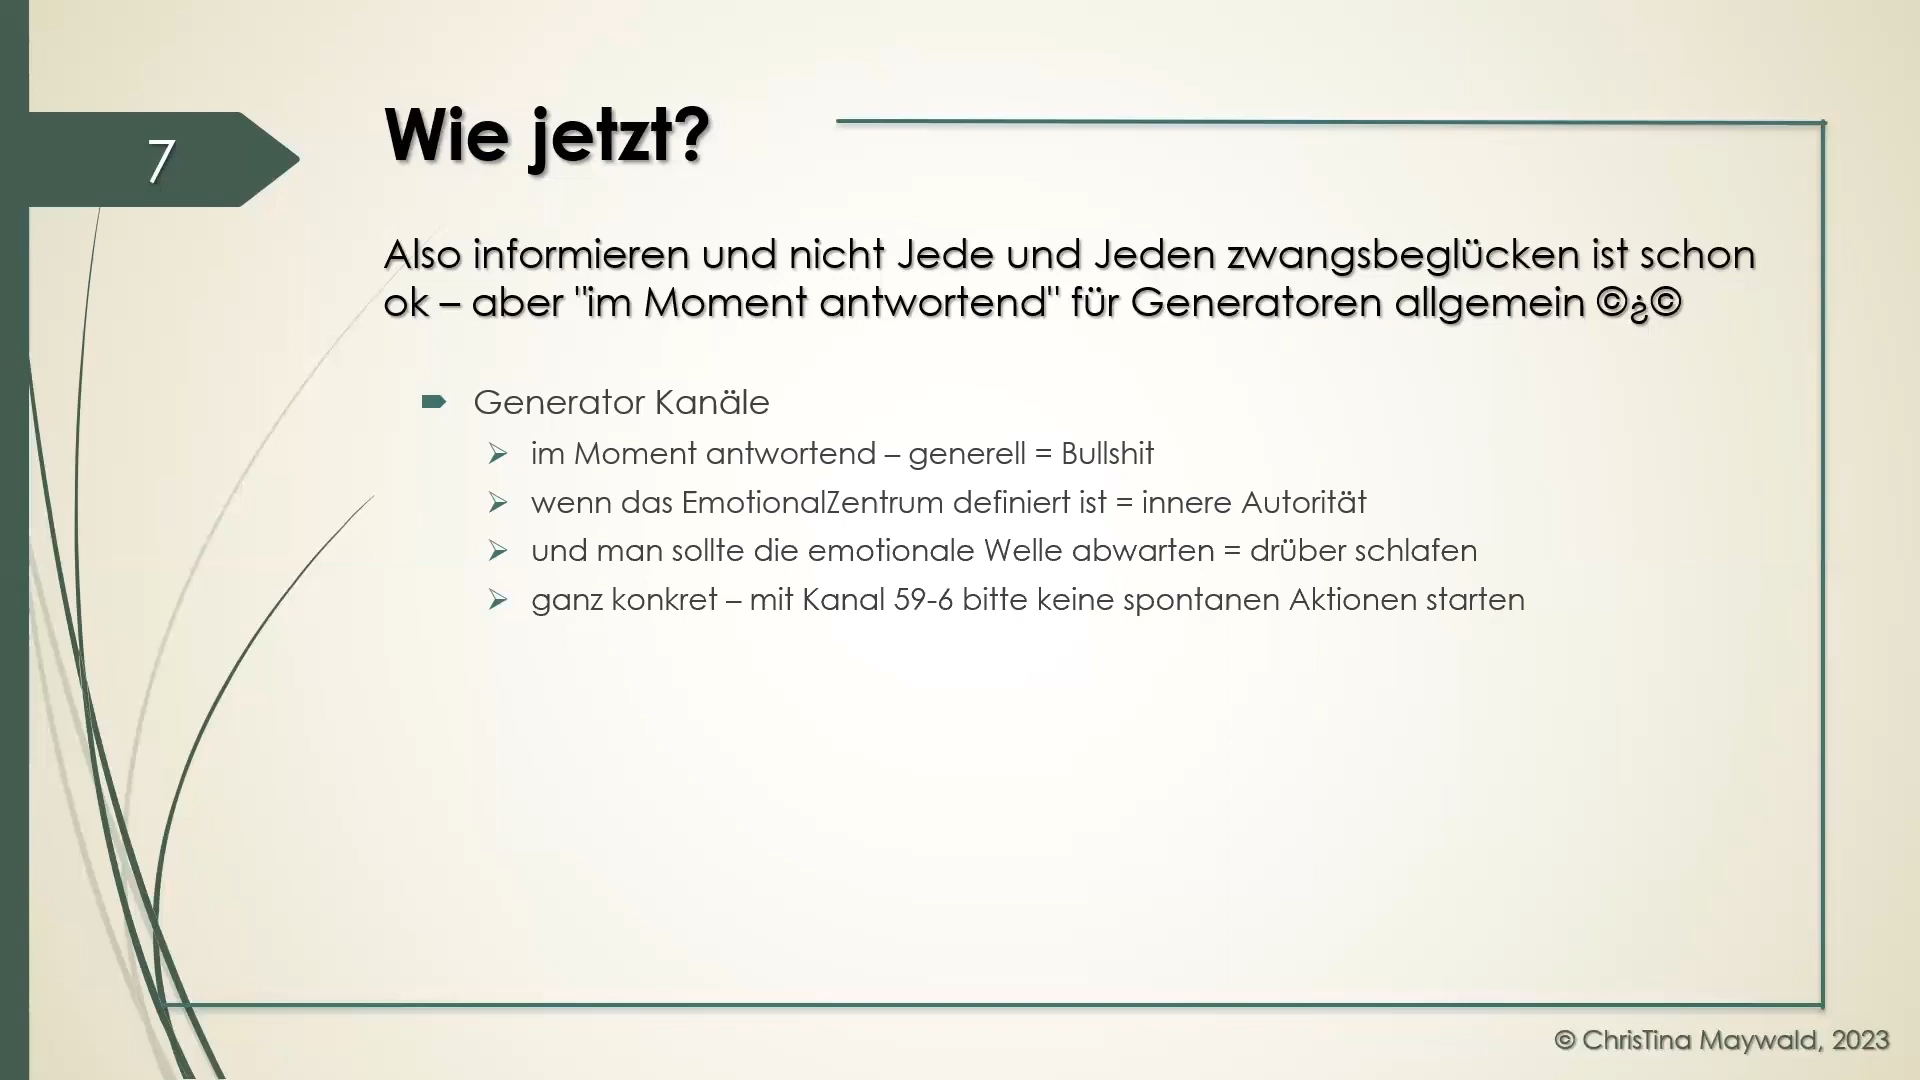 7
Wie jetzt?
Also informieren und nicht Jede und Jeden zwangsbeglücken ist schon
ok – aber "im Moment antwortend" für Generatoren allgemein ©¿©
Generator Kanäle
im Moment antwortend – generell = Bullshit
wenn das EmotionalZentrum definiert ist = innere Autorität
und man sollte die emotionale Welle abwarten = drüber schlafen
ganz konkret – mit Kanal 59-6 bitte keine spontanen Aktionen starten
© ChrisTina Maywald, 2023